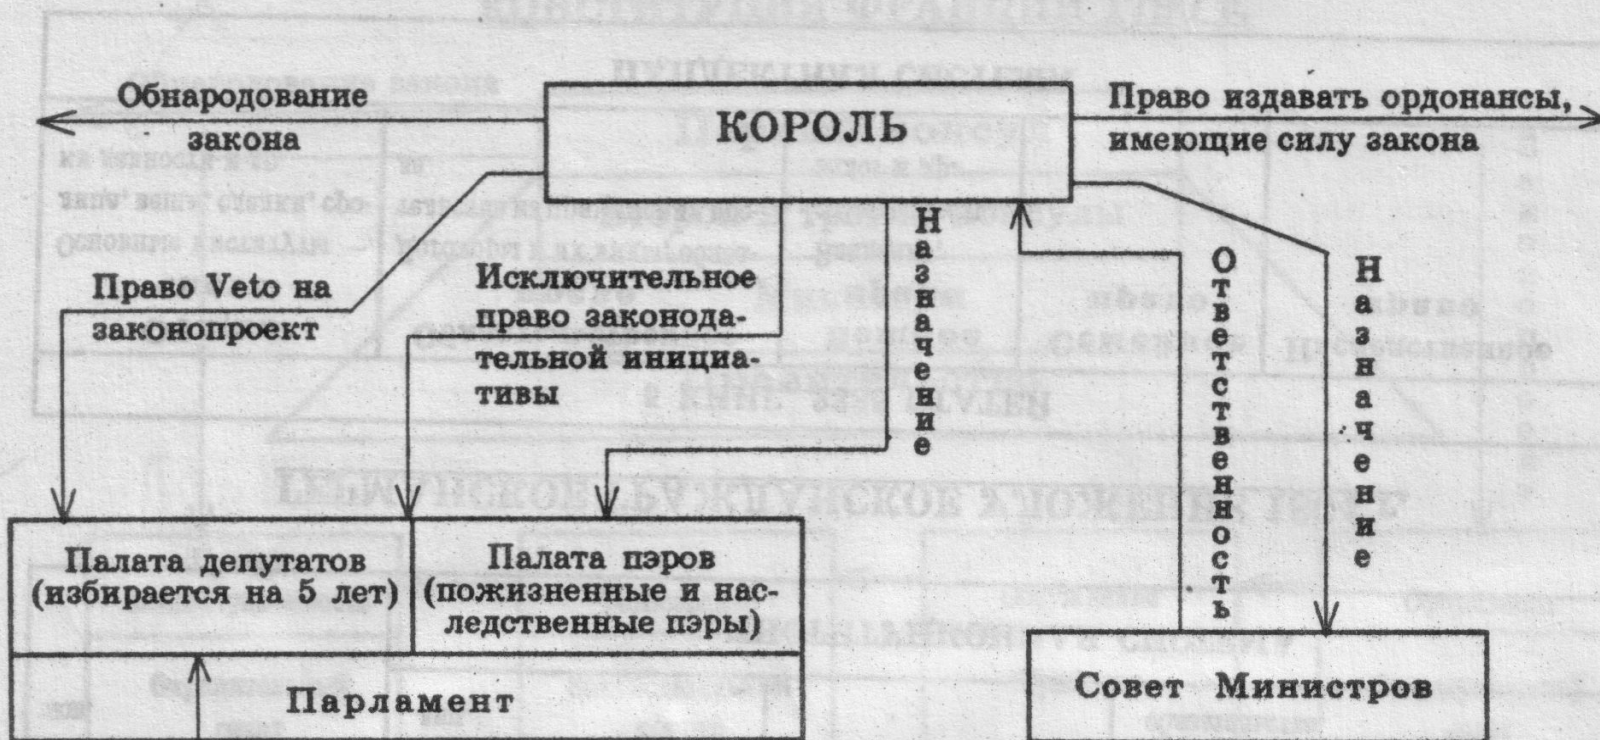 Обнародование
закона
КОРОЛЬ
Право издавать ордонансы,
имеющие силу закона
Право Veto на
законопроект
Исключительное
право законода-
тельной инициа-
тивы
Назначение
Ответственность
Назначение
Палата депутатов
(избирается на 5 лет)
Палата пэров
(пожизненные и нас-
ледственные пэры)
Парламент
Совет Министров